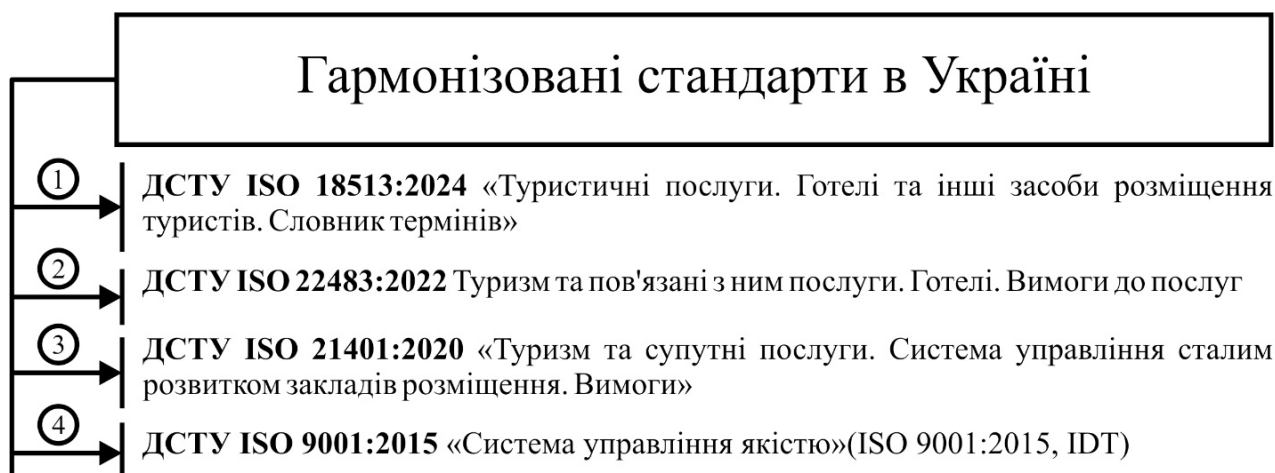 Гармонізовані стандарти в Україні
1
ДСТУ ISO 18513:2024 «Туристичні послуги. Готелі та інші засоби розміщення
туристів. Словник термінів»
2
ДСТУ ISO 22483:2022 Туризм та пов'язані з ним послуги. Готелі. Вимоги до послуг
3
ДСТУ ISO 21401:2020 «Туризм та супутні послуги. Система управління сталим
розвитком закладів розміщення. Вимоги»
4
ДСТУ ISO 9001:2015 «Система управління якістю»(ISO 9001:2015, IDT)